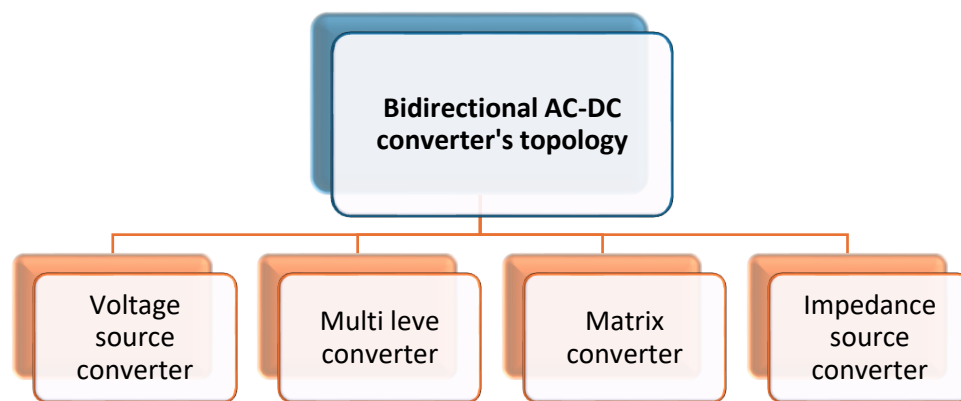 Bidirectional AC-DC
converter's topology
Voltage
source
converter
Multi leve
converter
Matrix
converter
Impedance
source
converter